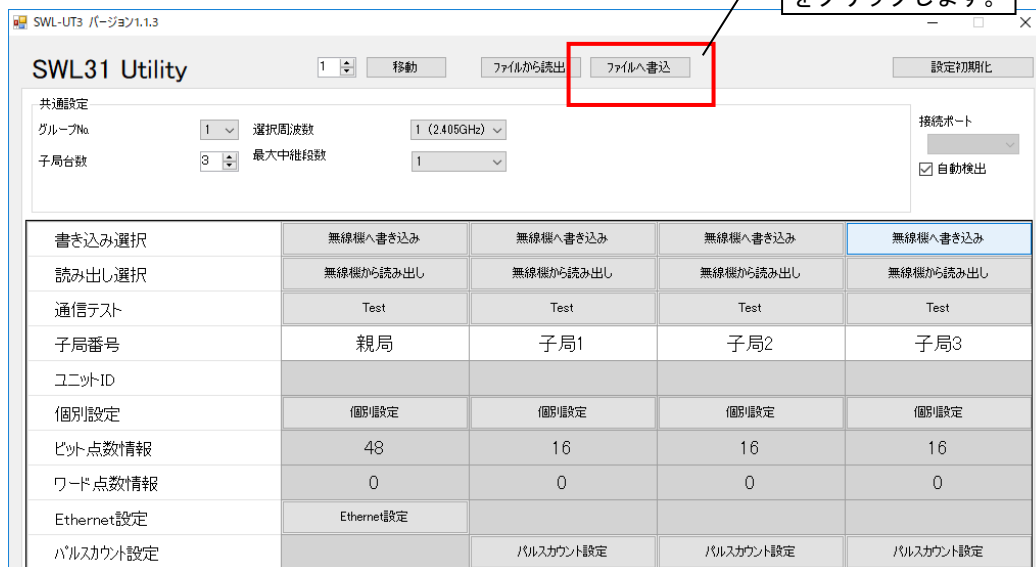 をクリックします。
SWL-UT3 バージョン1.1.3
SWL31 Utility 1 移動 ファイルから読出 ファイルへ書込 設定初期化
共通設定
グループNo. 1 選択周波数 1 (2.405GHz) 接続ポート
子局台数 3 最大中継段数 1 自動検出
書き込み選択 無線機へ書き込み 無線機へ書き込み 無線機へ書き込み 無線機へ書き込み
読み出し選択 無線機から読み出し 無線機から読み出し 無線機から読み出し 無線機から読み出し
通信テスト Test Test Test Test
子局番号 親局 子局1 子局2 子局3
ユニットID
個別設定 個別設定 個別設定 個別設定 個別設定
ビット点数情報 48 16 16 16
ワード点数情報 0 0 0 0
Ethernet設定 Ethernet設定
パルスカウント設定 パルスカウント設定 パルスカウント設定 パルスカウント設定